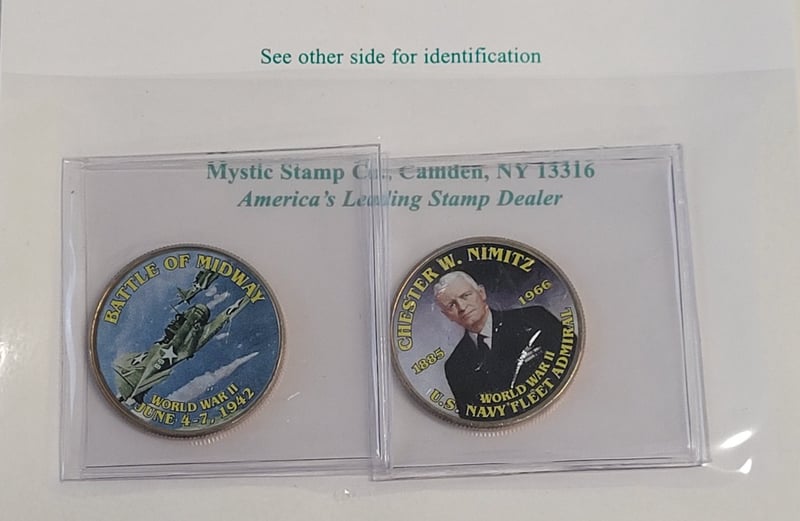 See other side for identification
Mystic Stamp Co., Camden, NY 13316
America's Leading Stamp Dealer
BATTLE OF MIDWAY
WORLD WAR II
JUNE 4-7, 1942
CHESTER W. NIMITZ
1885
1966
WORLD WAR II
U.S. NAVY FLEET ADMIRAL